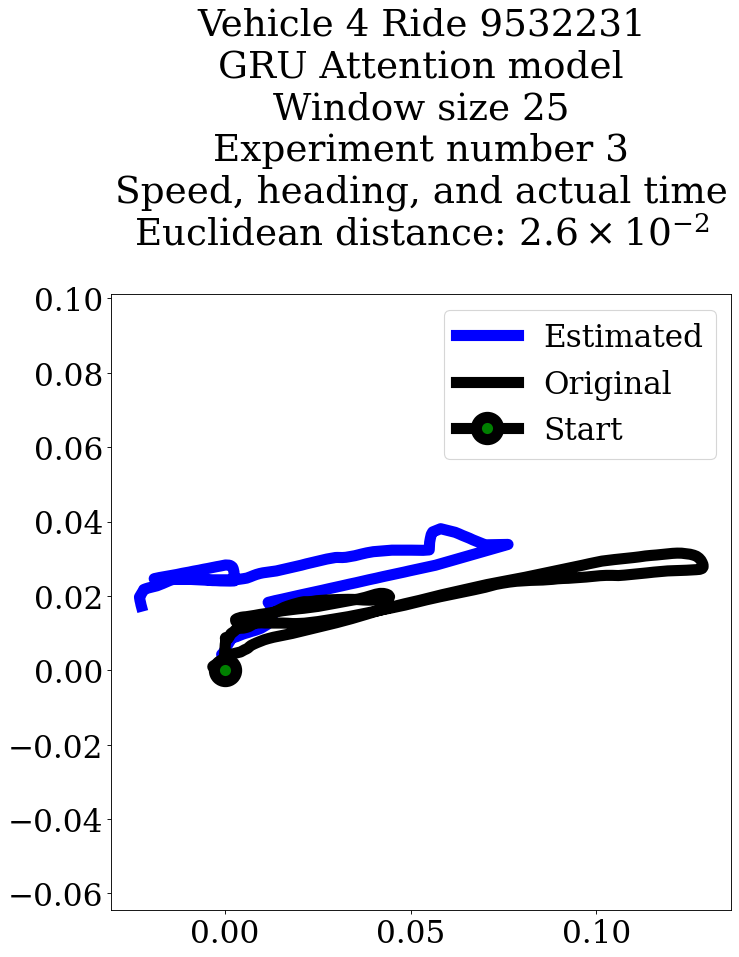 Vehicle 4 Ride 9532231
GRU Attention model
Window size 25
Experiment number 3
Speed, heading, and actual time
Euclidean distance: 2.6 × 10⁻²
0.10
0.08
0.06
0.04
0.02
0.00
−0.02
−0.04
−0.06
Estimated
Original
Start
0.00 0.05 0.10